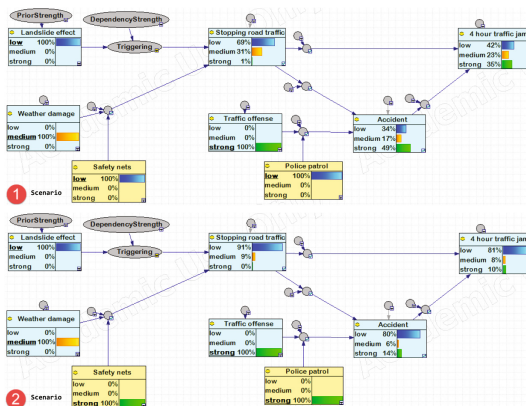 PriorStrength
DependencyStrength
Landslide effect
low 100%
medium 0%
strong 0%
Triggering
Stopping road traffic
low 69%
medium 31%
strong 1%
4 hour traffic jam
low 42%
medium 23%
strong 35%
Weather damage
low 0%
medium 100%
strong 0%
Traffic offense
low 0%
medium 0%
strong 100%
Accident
low 34%
medium 17%
strong 49%
Safety nets
low 100%
medium 0%
strong 0%
Police patrol
low 100%
medium 0%
strong 0%
1 Scenario
PriorStrength
DependencyStrength
Landslide effect
low 100%
medium 0%
strong 0%
Triggering
Stopping road traffic
low 91%
medium 9%
strong 0%
4 hour traffic jam
low 81%
medium 8%
strong 10%
Weather damage
low 0%
medium 100%
strong 0%
Traffic offense
low 0%
medium 0%
strong 100%
Accident
low 80%
medium 6%
strong 14%
Safety nets
low 0%
medium 0%
strong 100%
Police patrol
low 0%
medium 0%
strong 100%
2 Scenario